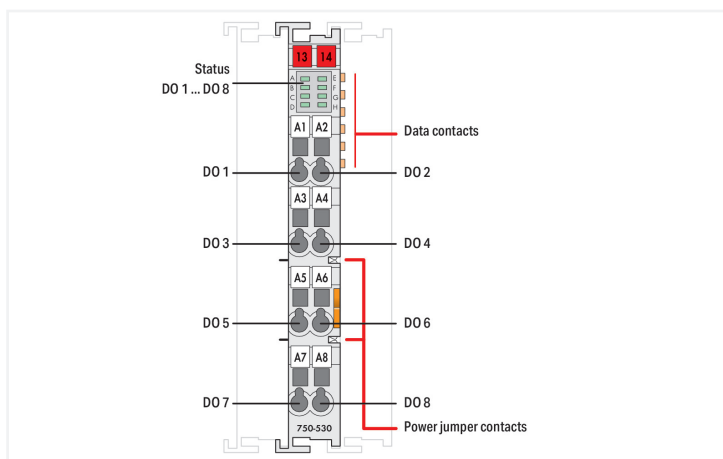 13 14
Status
DO 1 ... DO 8
A E
B F
C G
D H
A1 A2
Data contacts
DO 1 DO 2
A3 A4
DO 3 DO 4
A5 A6
DO 5 DO 6
A7 A8
DO 7 DO 8
750-530
Power jumper contacts